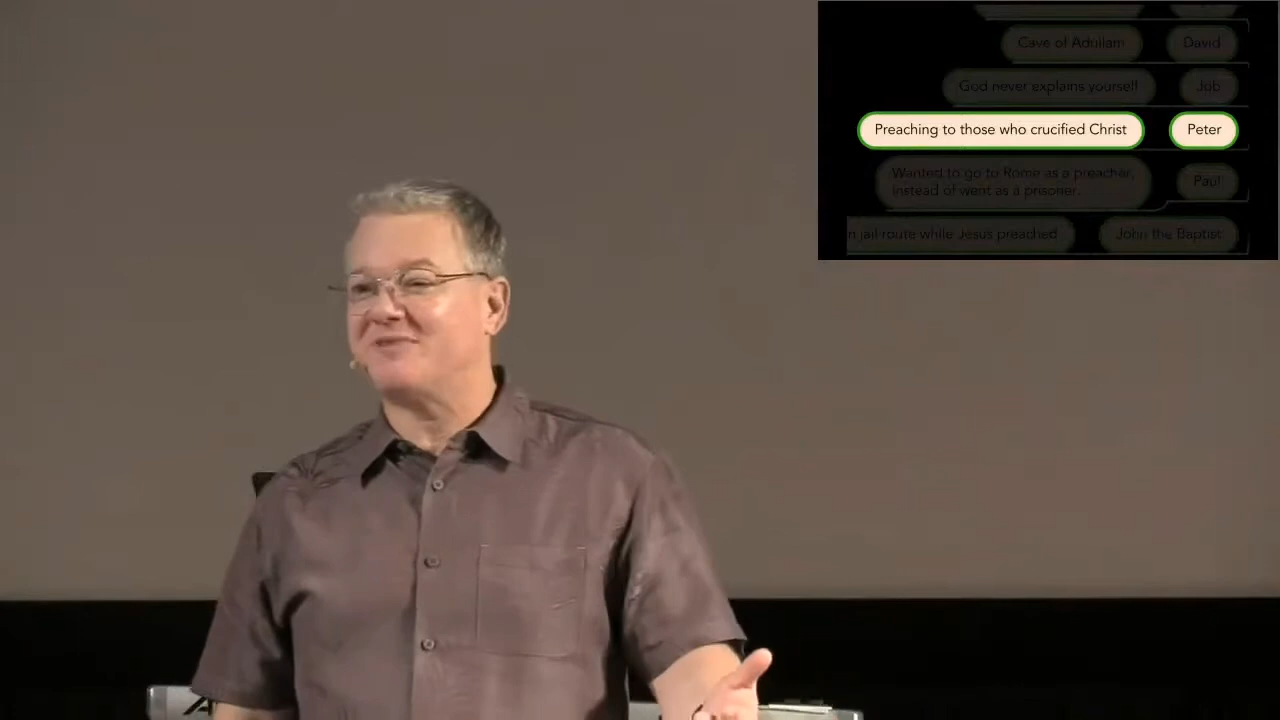 Cave of Adullam
David
God never explains yourself
Job
Preaching to those who crucified Christ
Peter
Wanted to go to Rome as a preacher,
instead of went as a prisoner.
Paul
n jail route while Jesus preached
John the Baptist